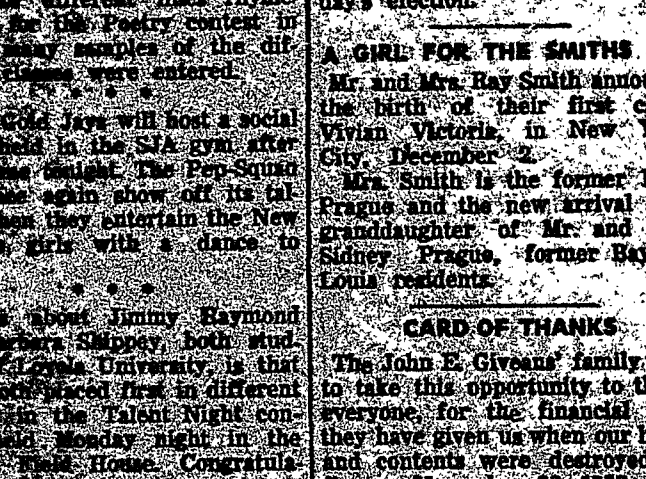 for the Poetry contest in
many samples of the dif-
classes were entered.
* * *
Gold Jays will host a social
held in the SJA gym after
tonight. The Pep-Squad
again show off its tal-
when they entertain the New
girls with a dance to
* * *
about Jimmy Raymond
Barbara Skippey, both stud-
of Loyola University, is that
both placed first in different
in the Talent Night con-
held Monday night in the
Field House. Congratula-
day's election.
A GIRL FOR THE SMITHS
Mr. and Mrs. Ray Smith
the birth of their first
Vivian Victoria, in New
City, December 2.
Mrs. Smith is the former
Prague and the new arrival
granddaughter of Mr. and
Sidney Prague, former Bay
Louis residents.
CARD OF THANKS
The John E. Giveans' family
to take this opportunity to
everyone, for the financial
they have given us when our
and contents were destroyed